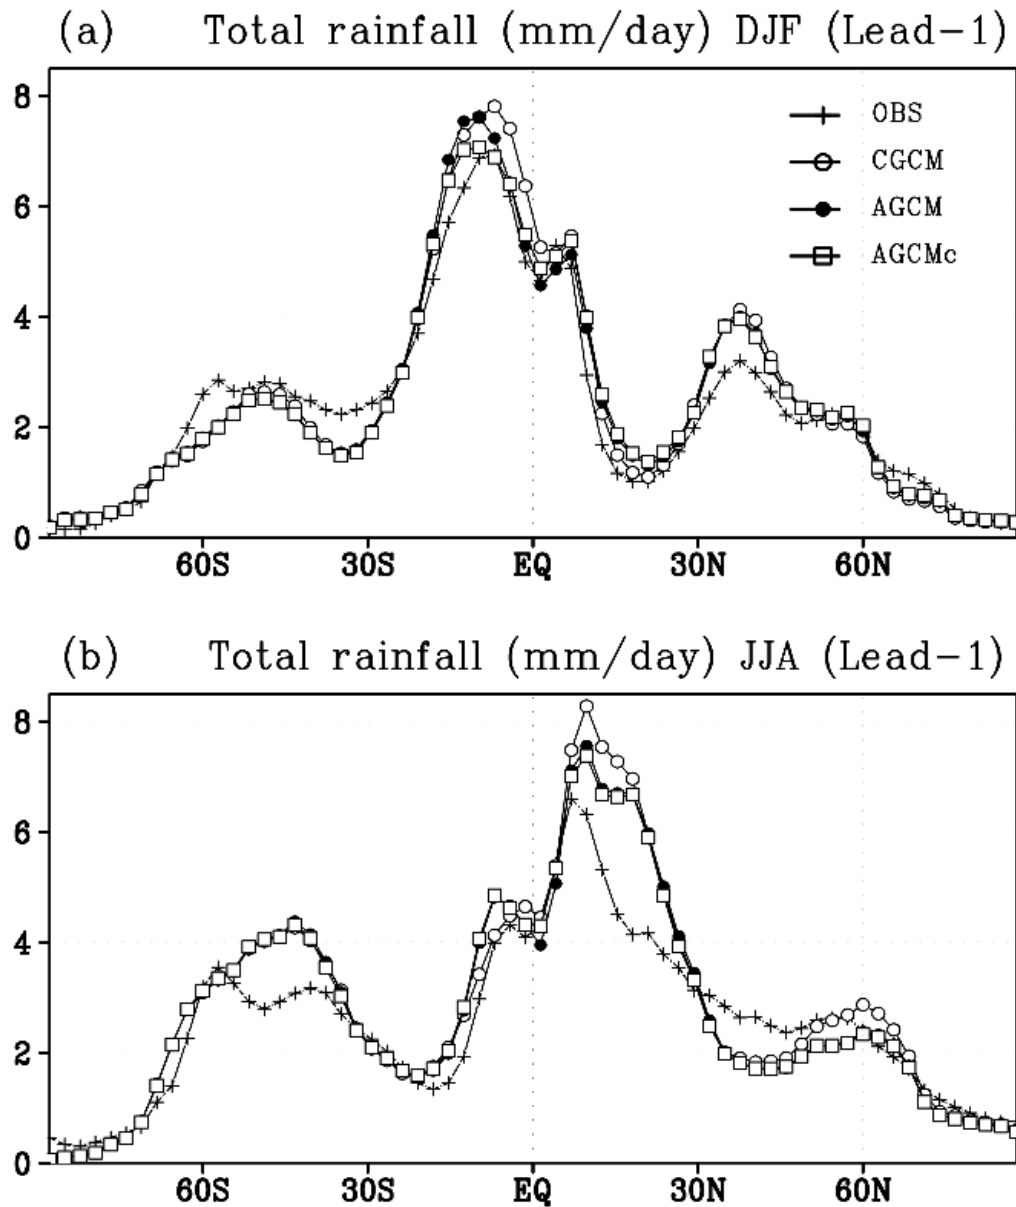 (a) Total rainfall (mm/day) DJF (Lead-1)
8
OBS
CGCM
6
AGCM
AGCMc
4
2
0
60S 30S EQ 30N 60N
(b) Total rainfall (mm/day) JJA (Lead-1)
8
6
4
2
0
60S 30S EQ 30N 60N